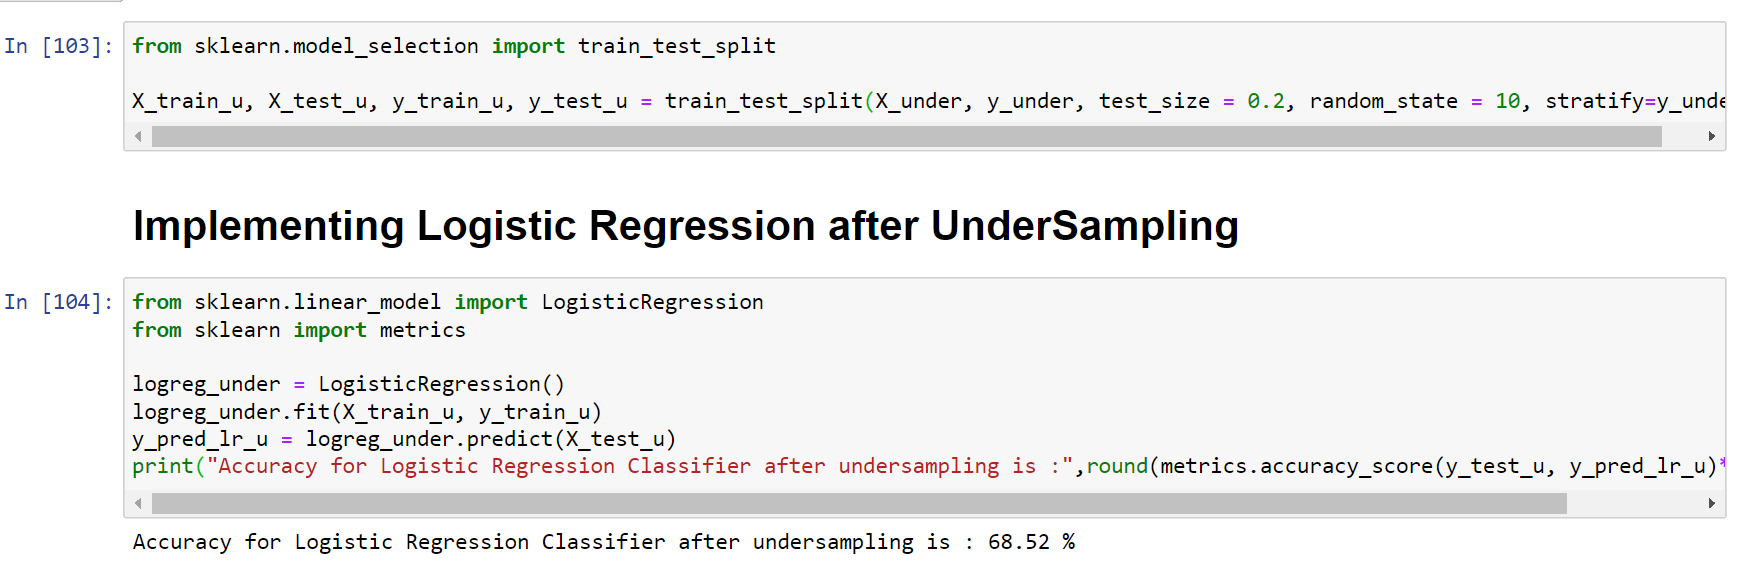 In [103]: from sklearn.model_selection import train_test_split
X_train_u, X_test_u, y_train_u, y_test_u = train_test_split(X_under, y_under, test_size = 0.2, random_state = 10, stratify=y_unde
Implementing Logistic Regression after UnderSampling
In [104]: from sklearn.linear_model import LogisticRegression
from sklearn import metrics
logreg_under = LogisticRegression()
logreg_under.fit(X_train_u, y_train_u)
y_pred_lr_u = logreg_under.predict(X_test_u)
print("Accuracy for Logistic Regression Classifier after undersampling is :",round(metrics.accuracy_score(y_test_u, y_pred_lr_u)*
Accuracy for Logistic Regression Classifier after undersampling is : 68.52 %